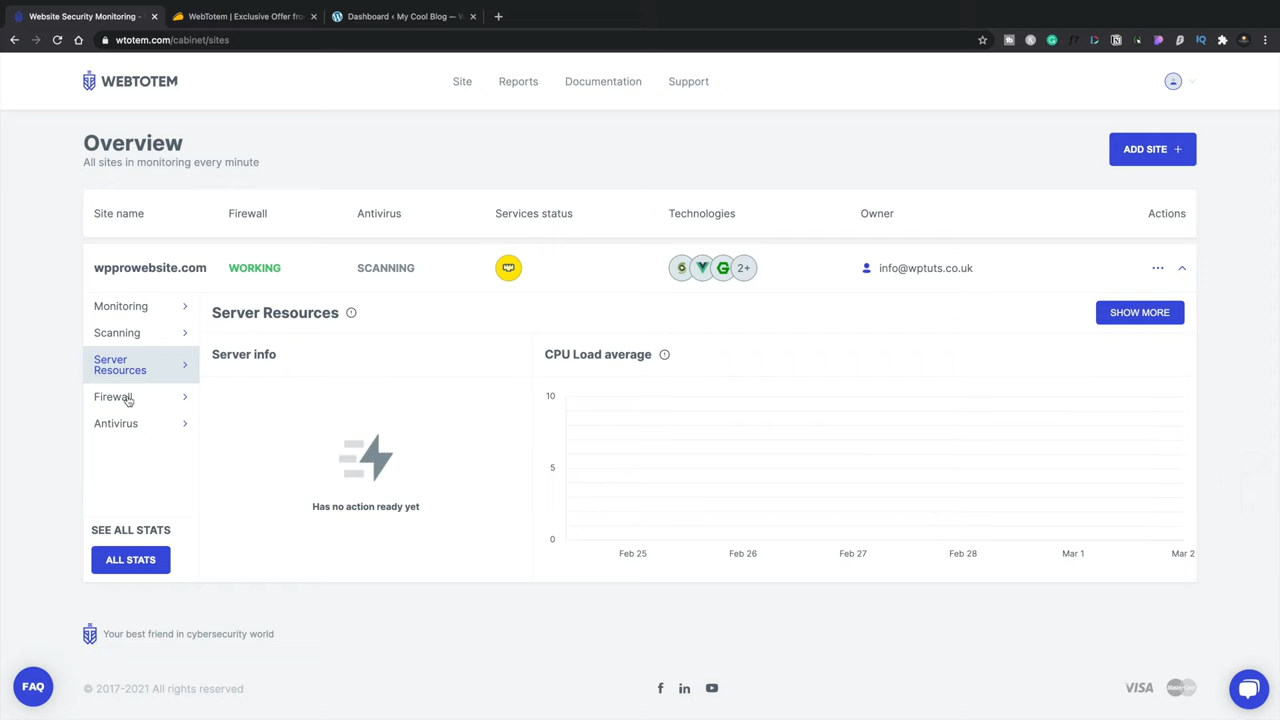 Website Security Monitoring -
WebTotem | Exclusive Offer fro
Dashboard ‹ My Cool Blog — W
wtotem.com/cabinet/sites
WEBTOTEM
Site
Reports
Documentation
Support
Overview
All sites in monitoring every minute
ADD SITE +
Site name
Firewall
Antivirus
Services status
Technologies
Owner
Actions
wpprowebsite.com
WORKING
SCANNING
2+
info@wptuts.co.uk
Monitoring
Scanning
Server
Resources
Firewall
Antivirus
SEE ALL STATS
ALL STATS
Server Resources
SHOW MORE
Server info
Has no action ready yet
CPU Load average
10
5
0
Feb 25
Feb 26
Feb 27
Feb 28
Mar 1
Mar 2
Your best friend in cybersecurity world
FAQ
© 2017-2021 All rights reserved
VISA